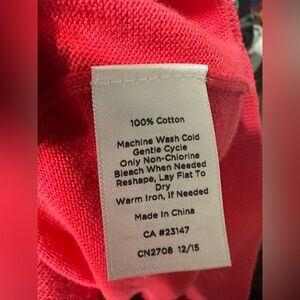 100% Cotton
Machine Wash Cold
Gentle Cycle
Only Non-Chlorine
Bleach When Needed
Reshape, Lay Flat To
Dry
Warm Iron, If Needed
Made In China
CA #23147
CN2708 12/15